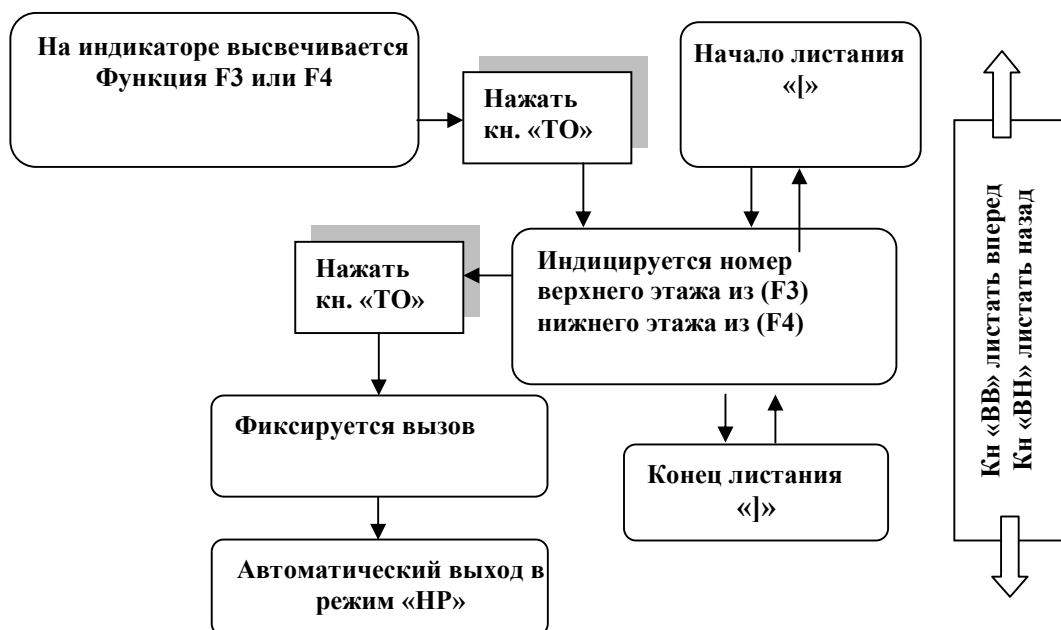 На индикаторе высвечивается
Функция F3 или F4
Нажать
кн. «ТО»
Начало листания
«[»
Индицируется номер
верхнего этажа из (F3)
нижнего этажа из (F4)
Нажать
кн. «ТО»
Фиксируется вызов
Конец листания
«]»
Автоматический выход в
режим «НР»
Кн «ВВ» листать вперед
Кн «ВН» листать назад